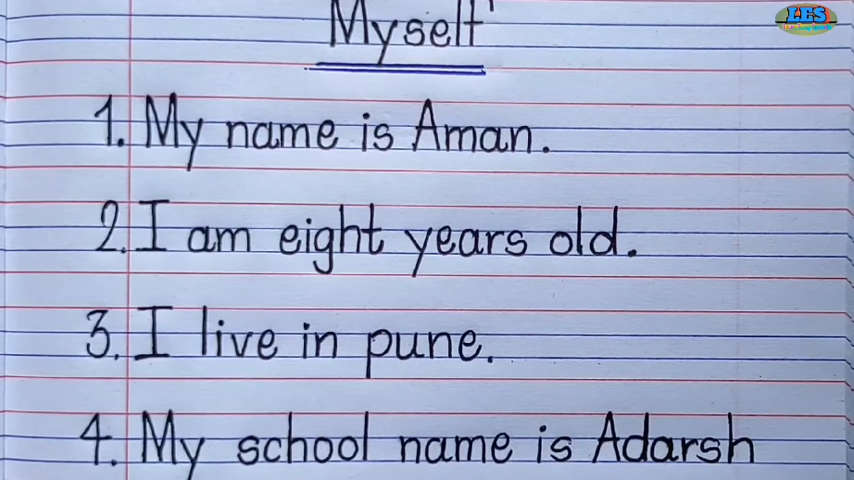 Myself
LES
1. My name is Aman.
2. I am eight years old.
3. I live in pune.
4. My school name is Adarsh